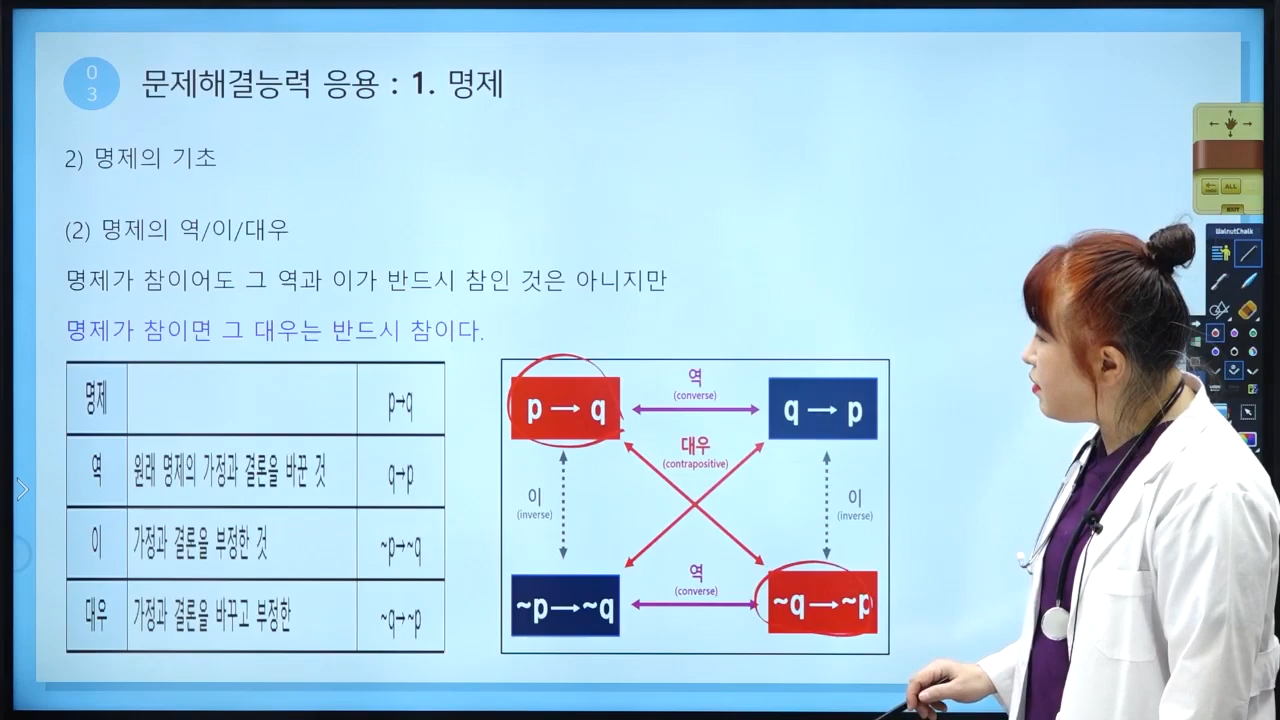 03
문제해결능력 응용 : 1. 명제
2) 명제의 기초
(2) 명제의 역/이/대우
명제가 참이어도 그 역과 이가 반드시 참인 것은 아니지만
명제가 참이면 그 대우는 반드시 참이다.
명제 p→q
역 원래 명제의 가정과 결론을 바꾼 것 q→p
이 가정과 결론을 부정한 것 ~p→~q
대우 가정과 결론을 바꾸고 부정한 ~q→~p
p → q
역
(converse)
q → p
대우
(contrapositive)
이
(inverse)
이
(inverse)
~p→~q
역
(converse)
~q→~p
ALL
EXIT
WalnutChalk